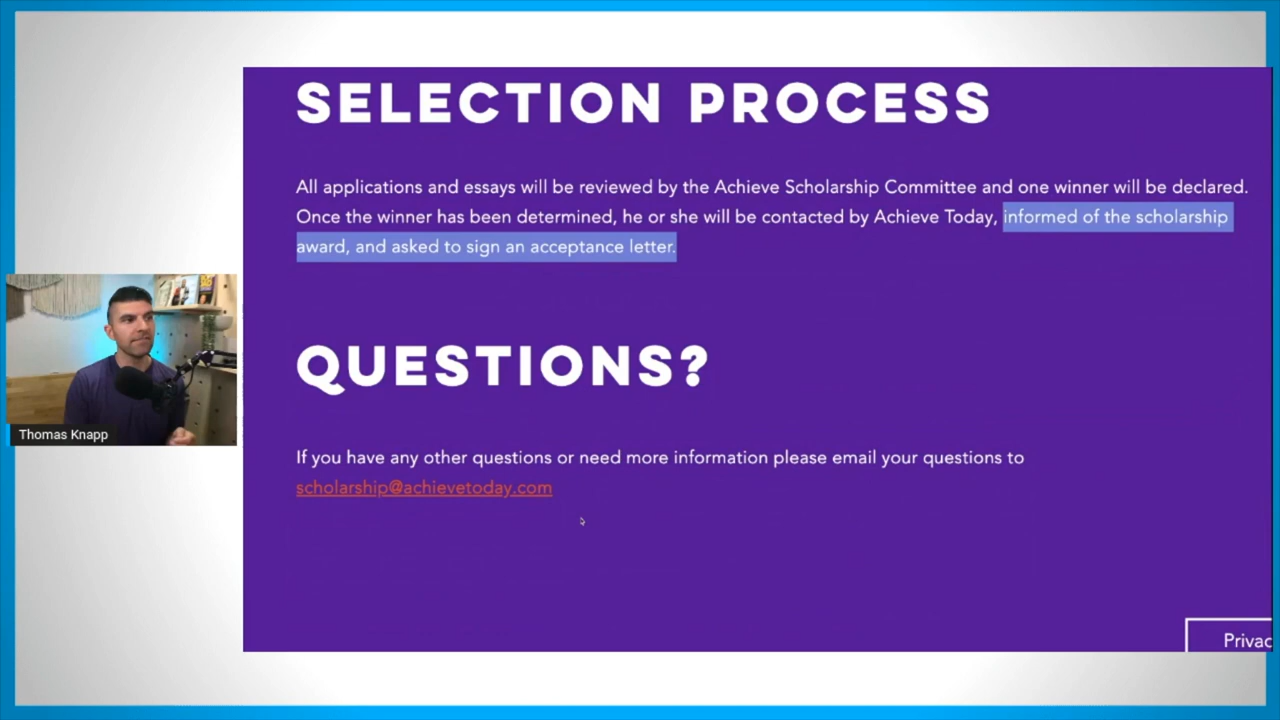 SELECTION PROCESS
All applications and essays will be reviewed by the Achieve Scholarship Committee and one winner will be declared.
Once the winner has been determined, he or she will be contacted by Achieve Today, informed of the scholarship
award, and asked to sign an acceptance letter.
QUESTIONS?
If you have any other questions or need more information please email your questions to
scholarship@achievetoday.com
Thomas Knapp